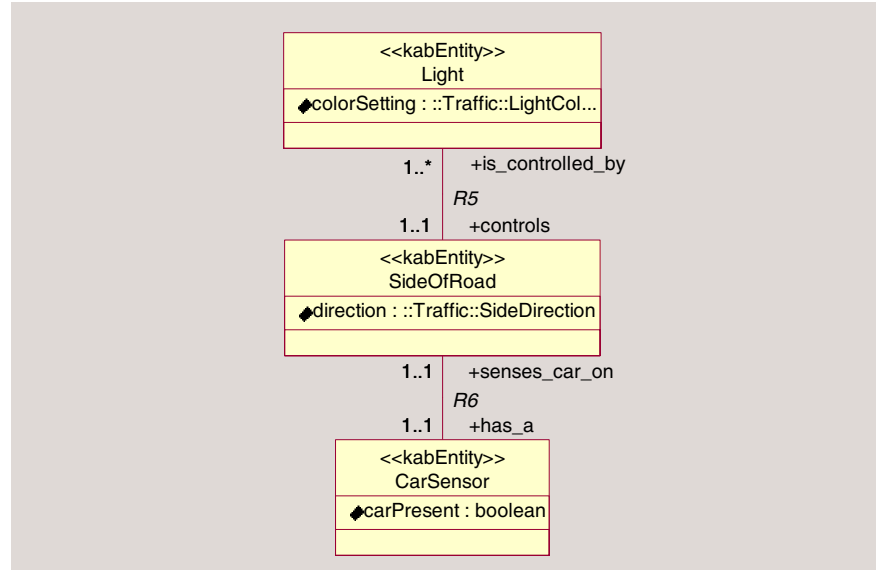 <<kabEntity>>
Light
colorSetting : ::Traffic::LightCol...
1..* +is_controlled_by
R5
1..1 +controls
<<kabEntity>>
SideOfRoad
direction : ::Traffic::SideDirection
1..1 +senses_car_on
R6
1..1 +has_a
<<kabEntity>>
CarSensor
carPresent : boolean